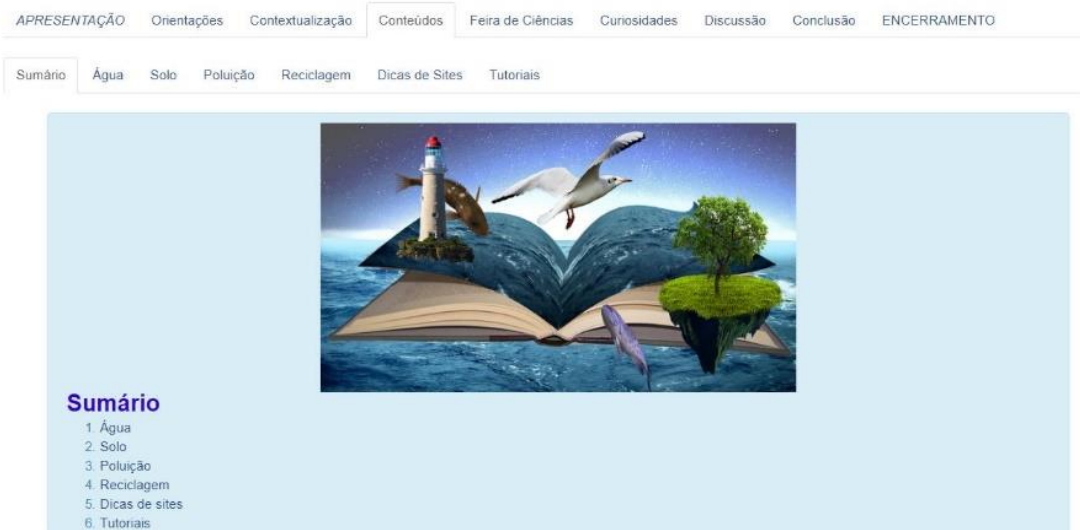 APRESENTAÇÃO Orientações Contextualização Conteúdos Feira de Ciências Curiosidades Discussão Conclusão ENCERRAMENTO
Sumário Água Solo Poluição Reciclagem Dicas de Sites Tutoriais
Sumário
1. Água
2. Solo
3. Poluição
4. Reciclagem
5. Dicas de sites
6. Tutoriais